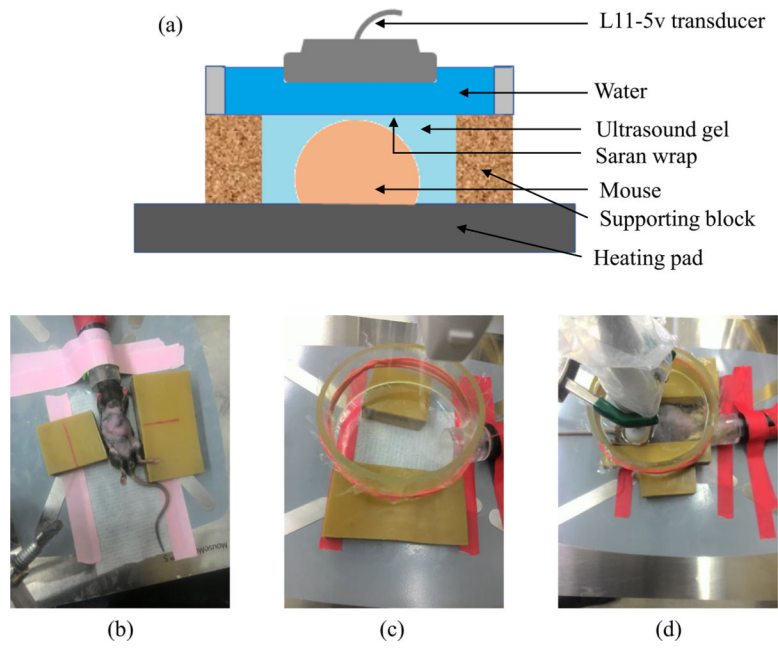 (a)
L11-5v transducer
Water
Ultrasound gel
Saran wrap
Mouse
Supporting block
Heating pad
(b)
(c)
(d)